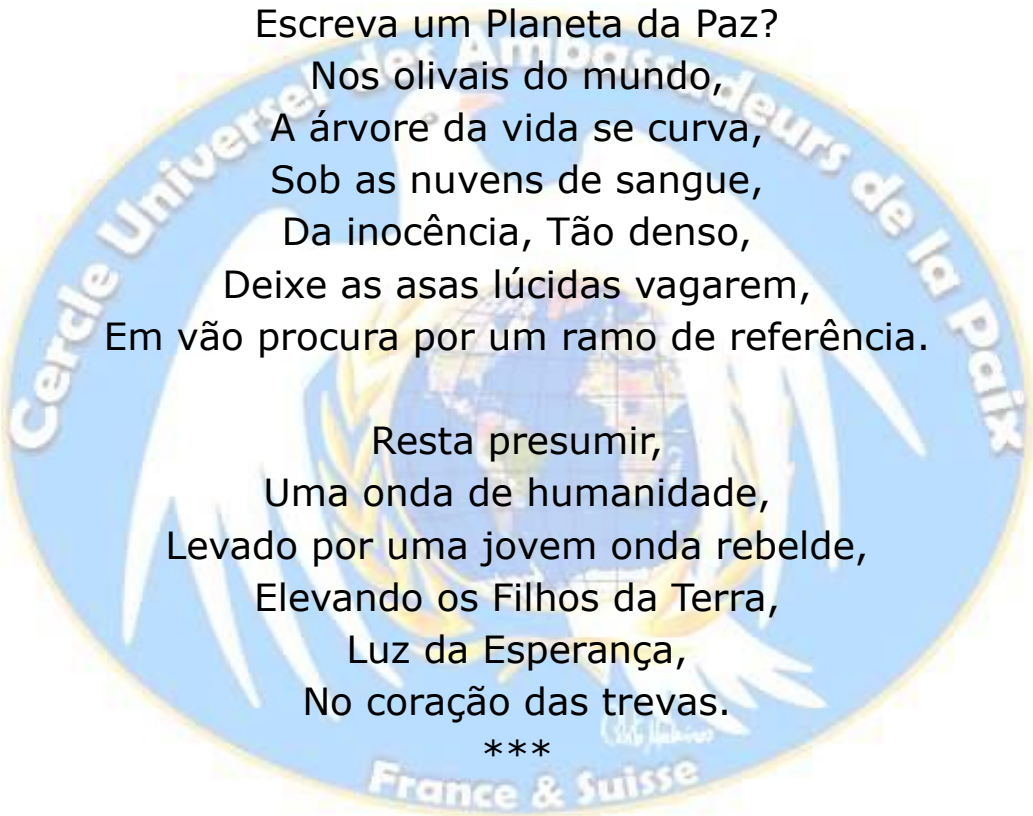 Escreva um Planeta da Paz?
Nos olivais do mundo,
A árvore da vida se curva,
Sob as nuvens de sangue,
Da inocência, Tão denso,
Deixe as asas lúcidas vagarem,
Em vão procura por um ramo de referência.
Resta presumir,
Uma onda de humanidade,
Levado por uma jovem onda rebelde,
Elevando os Filhos da Terra,
Luz da Esperança,
No coração das trevas.
***
Cercle Universel des Ambassadeurs de la Paix
France & Suisse